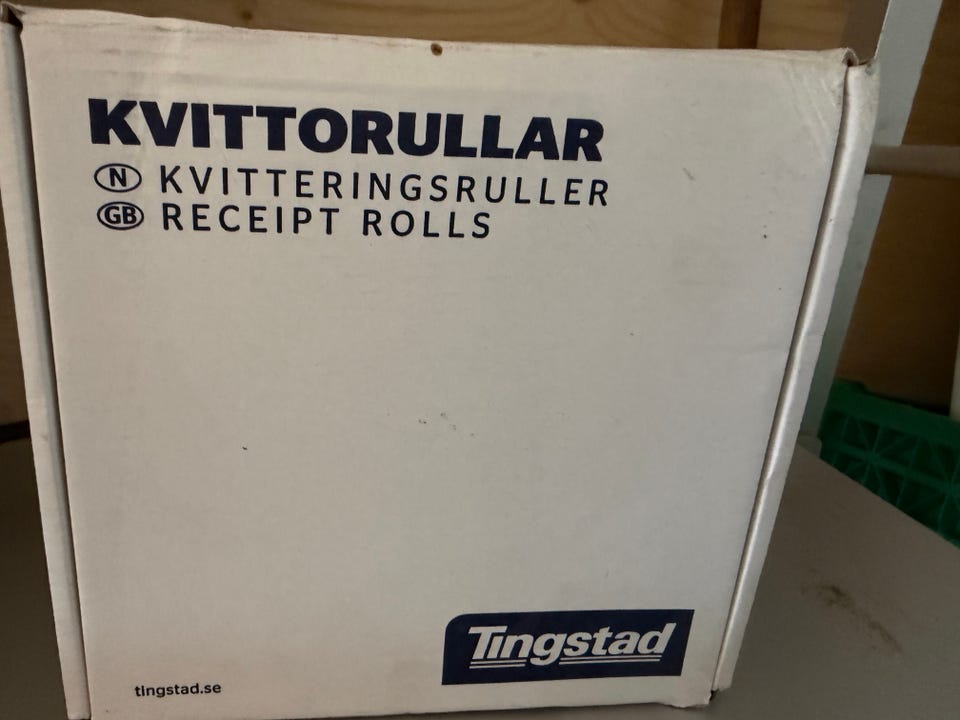 KVITTORULLAR
N KVITTERINGSRULLER
GB RECEIPT ROLLS
Tingstad
tingstad.se